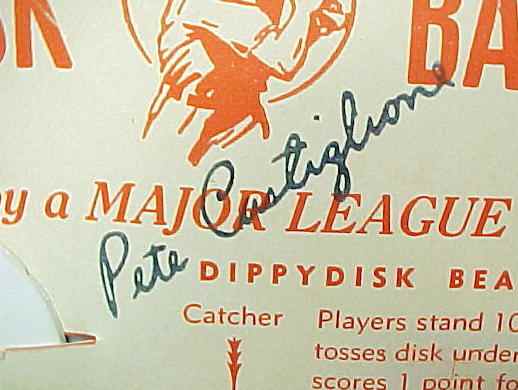 SK BA
by a MAJOR LEAGUE
Pete Castiglione
DIPPYDISK BEA
Catcher Players stand 10
tosses disk under
scores 1 point fo